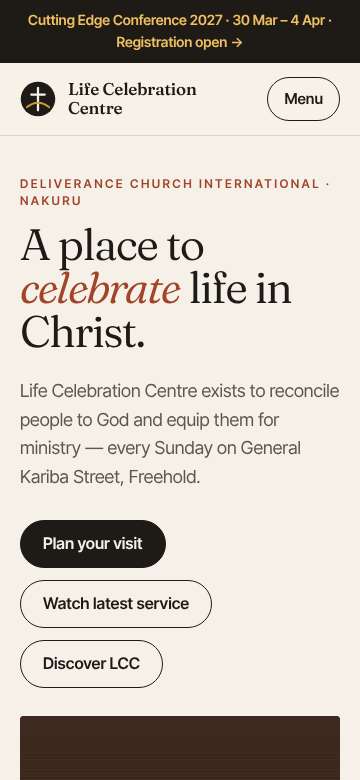 Cutting Edge Conference 2027 · 30 Mar – 4 Apr ·
Registration open →
Life Celebration
Centre
Menu
DELIVERANCE CHURCH INTERNATIONAL ·
NAKURU
A place to
celebrate life in
Christ.
Life Celebration Centre exists to reconcile
people to God and equip them for
ministry — every Sunday on General
Kariba Street, Freehold.
Plan your visit
Watch latest service
Discover LCC